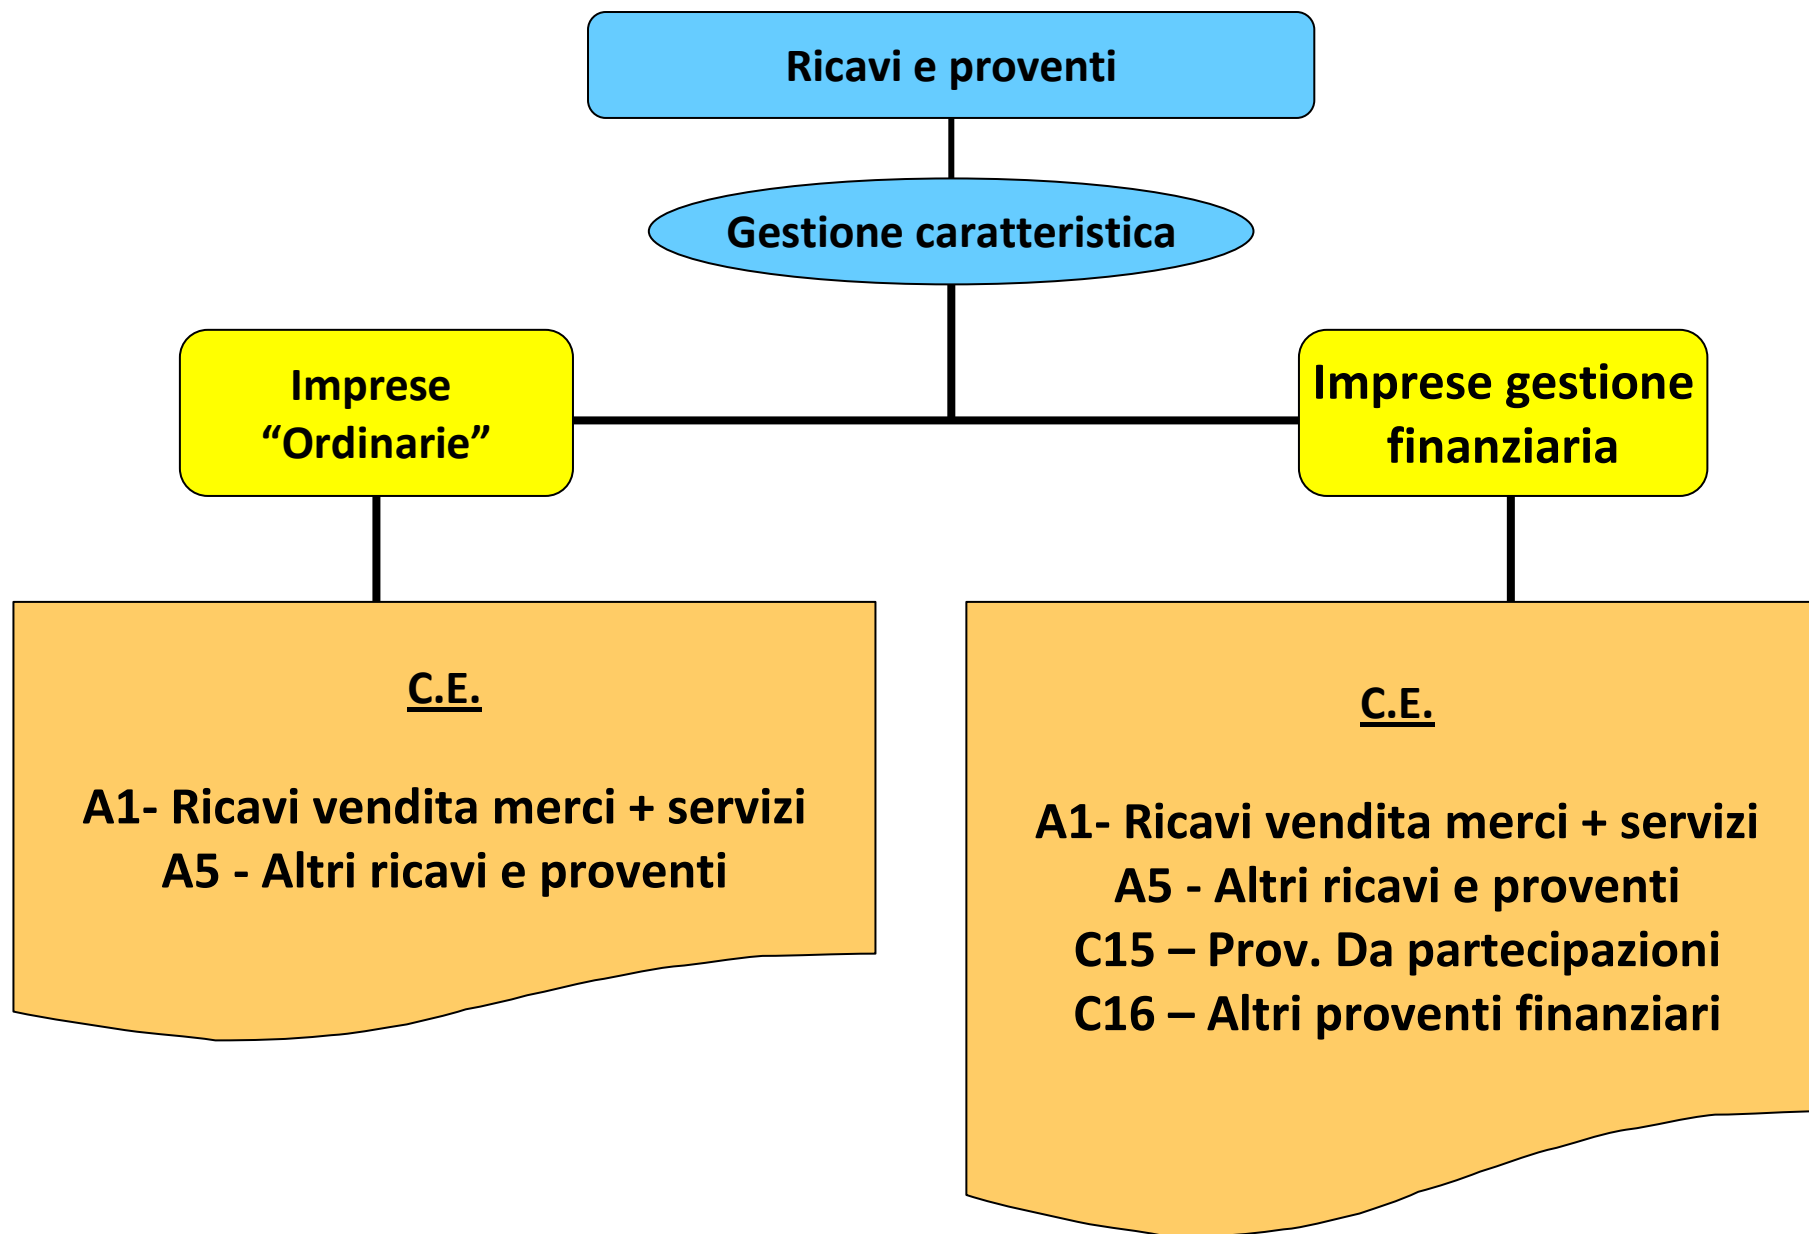 Ricavi e proventi
Gestione caratteristica
Imprese
“Ordinarie”
Imprese gestione
finanziaria
C.E.
A1- Ricavi vendita merci + servizi
A5 - Altri ricavi e proventi
C.E.
A1- Ricavi vendita merci + servizi
A5 - Altri ricavi e proventi
C15 – Prov. Da partecipazioni
C16 – Altri proventi finanziari